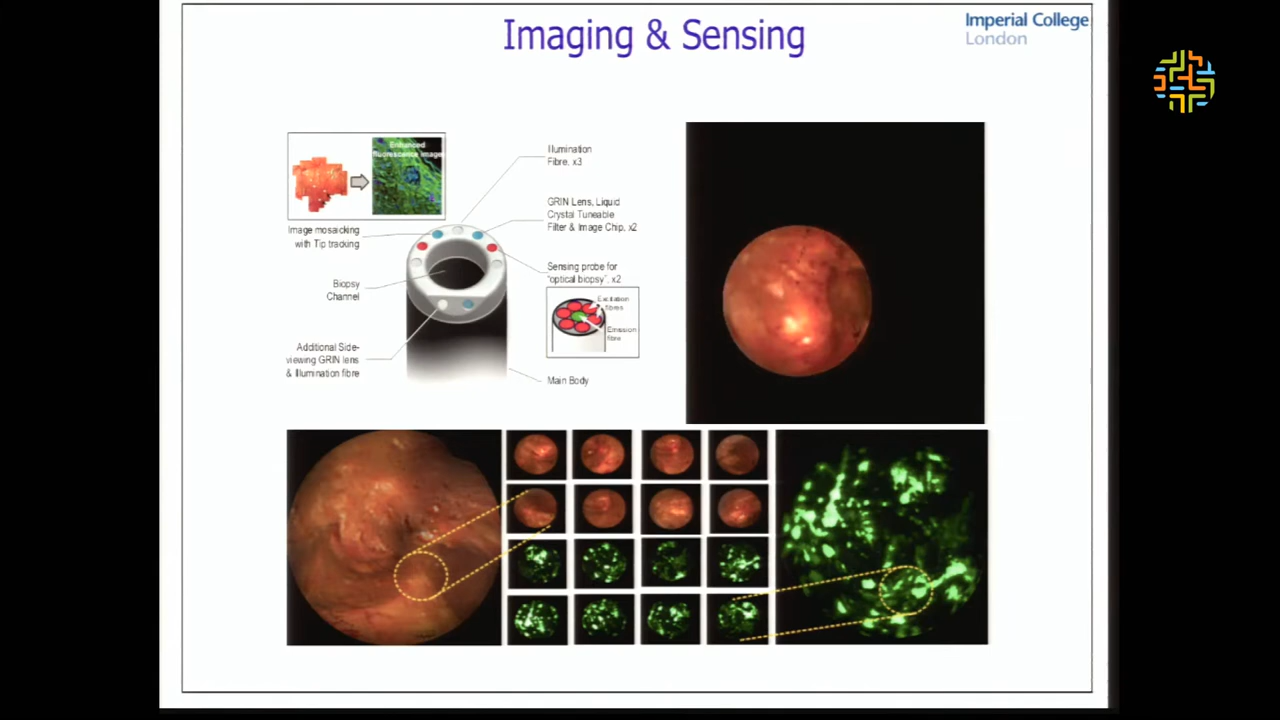 Imaging & Sensing
Imperial College
London
Enhanced
fluorescence image
Image mosaicking
with Tip tracking
Biopsy
Channel
Additional Side-
viewing GRIN lens
& Illumination fibre
Illumination
Fibre, x3
GRIN Lens, Liquid
Crystal Tuneable
Filter & Image Chip, x2
Sensing probe for
"optical biopsy", x2
Excitation
fibres
Emission
fibre
Main Body